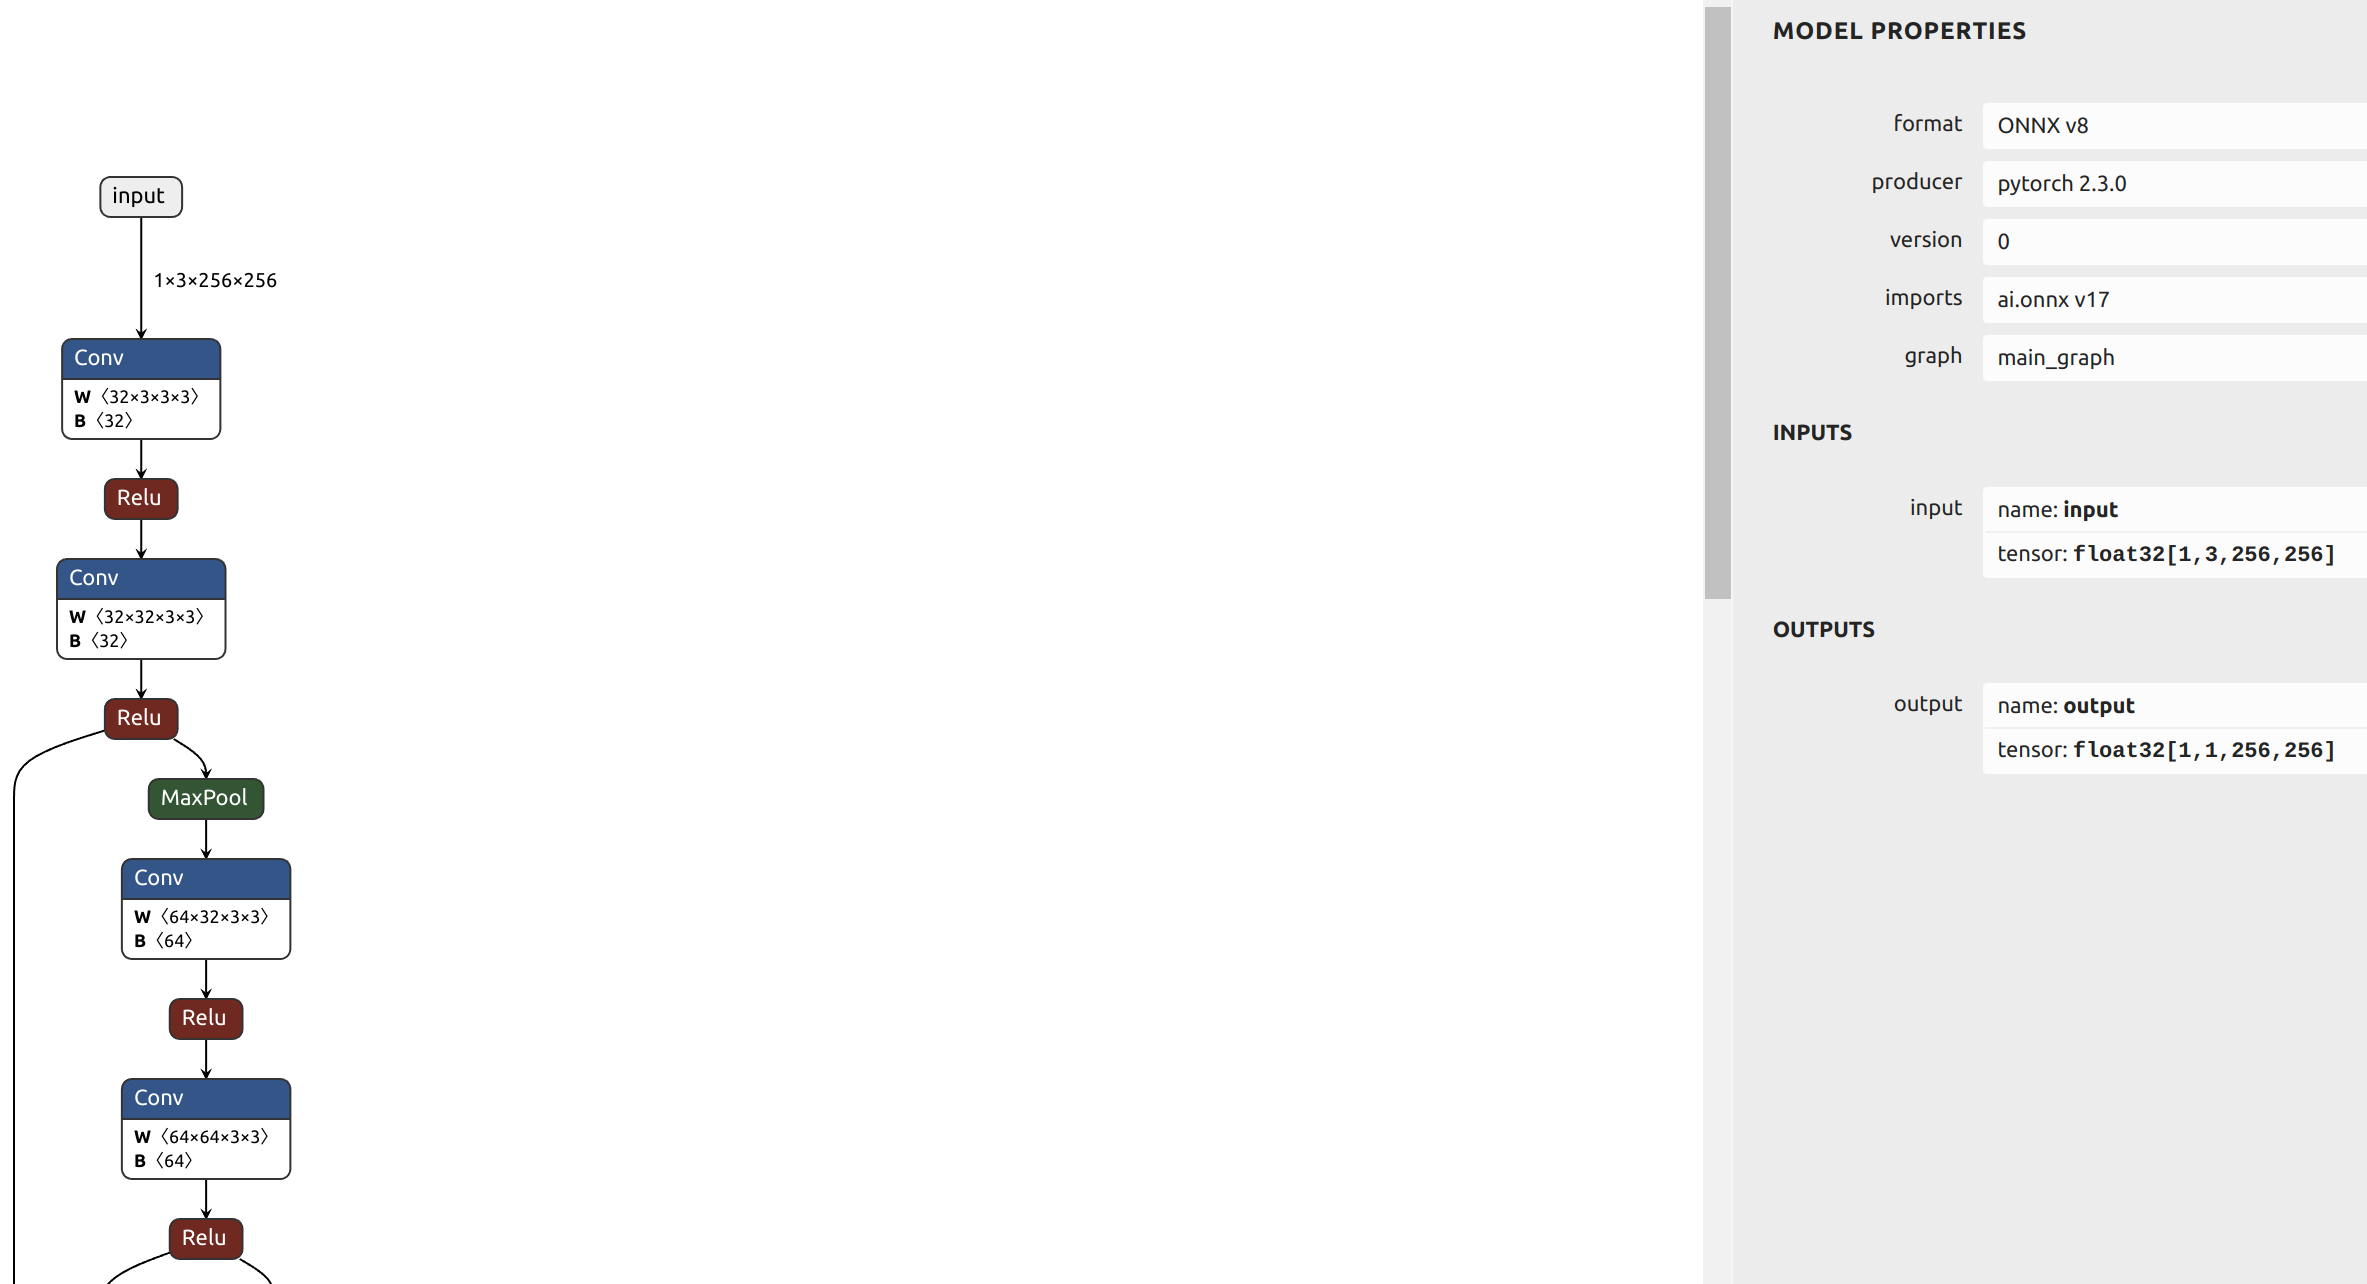 input
1×3×256×256
Conv
W 〈32×3×3×3〉
B 〈32〉
Relu
Conv
W 〈32×32×3×3〉
B 〈32〉
Relu
MaxPool
Conv
W 〈64×32×3×3〉
B 〈64〉
Relu
Conv
W 〈64×64×3×3〉
B 〈64〉
Relu
MODEL PROPERTIES
format ONNX v8
producer pytorch 2.3.0
version 0
imports ai.onnx v17
graph main_graph
INPUTS
input name: input
tensor: float32[1,3,256,256]
OUTPUTS
output name: output
tensor: float32[1,1,256,256]